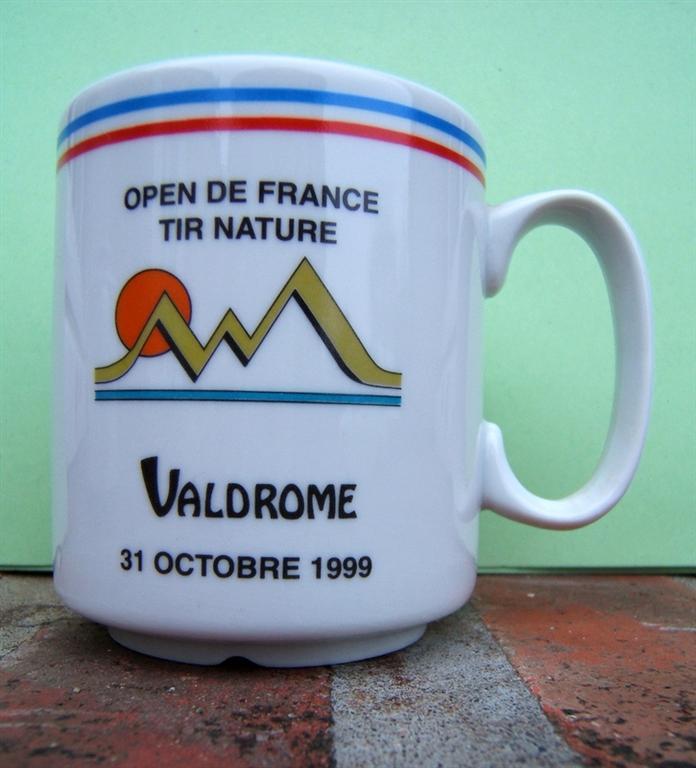 OPEN DE FRANCE
TIR NATURE
VALDROME
31 OCTOBRE 1999